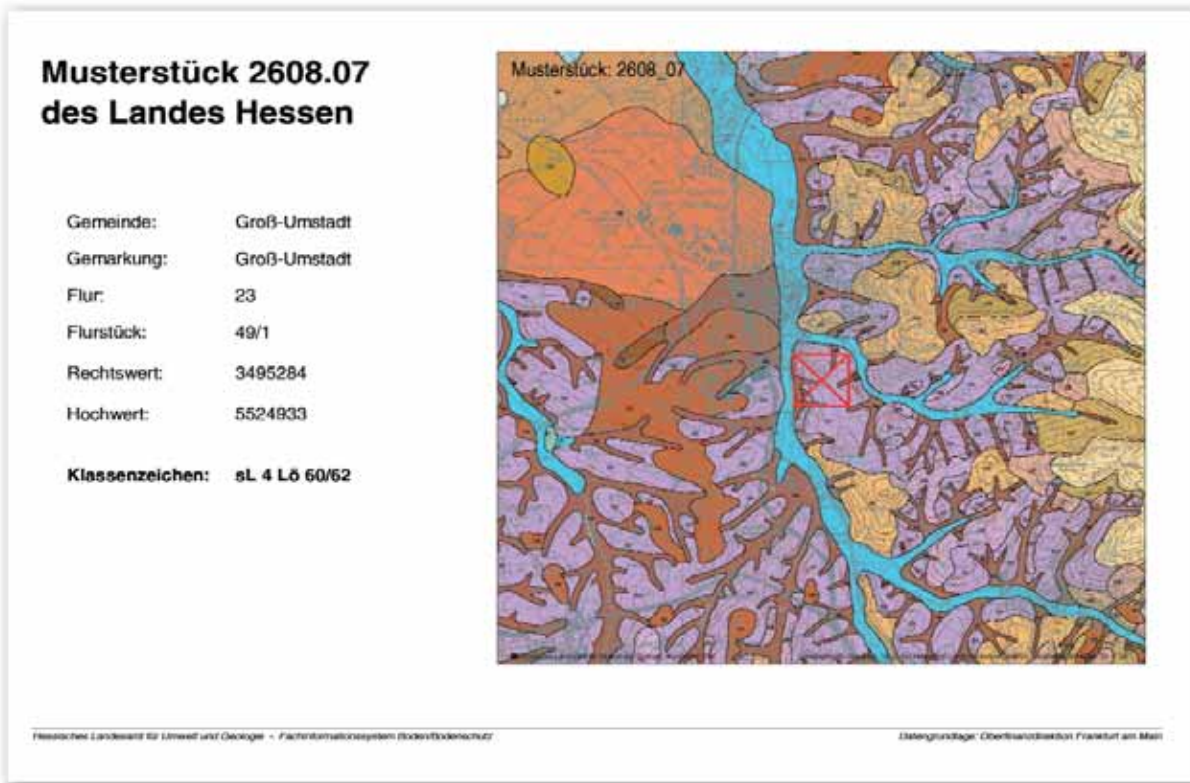 Musterstück 2608.07
des Landes Hessen
Musterstück: 2608_07
Gemeinde: Groß-Umstadt
Gemarkung: Groß-Umstadt
Flur: 23
Flurstück: 49/1
Rechtswert: 3495284
Hochwert: 5524933
Klassenzeichen: sL 4 Lö 60/62
Hessisches Landesamt für Umwelt und Geologie - Fachinformationssystem Boden/Bodenschutz
Datengrundlage: Oberfinanzdirektion Frankfurt am Main